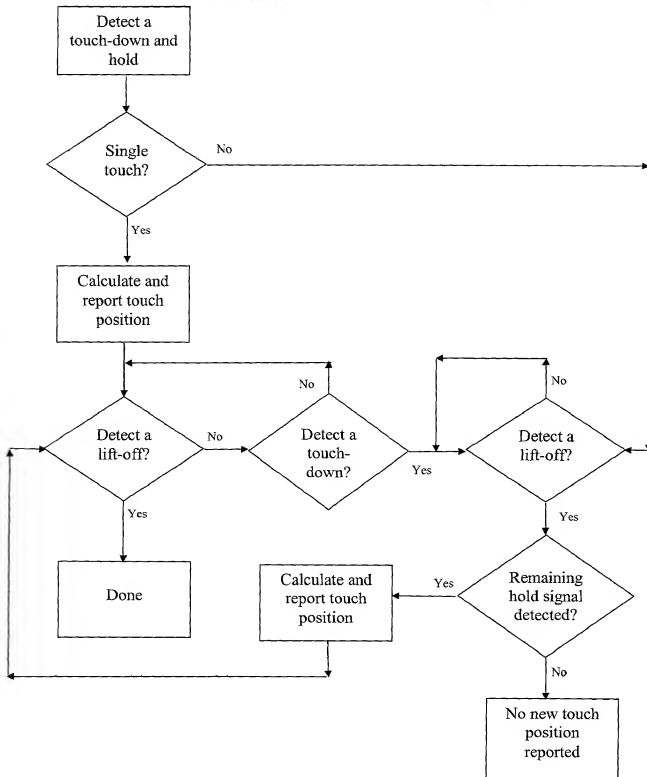 Detect a
touch-down and
hold
Single
touch?
No
Yes
Calculate and
report touch
position
No
No
Detect a
lift-off?
No
Detect a
touch-
down?
Yes
Detect a
lift-off?
Yes
Yes
Done
Calculate and
report touch
position
Yes
Remaining
hold signal
detected?
No
No new touch
position
reported